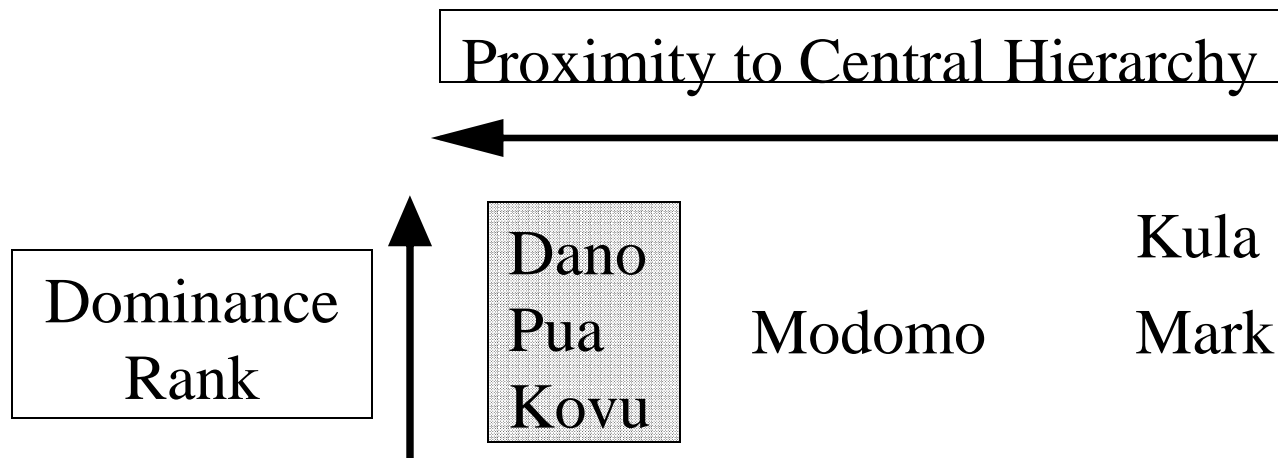 Proximity to Central Hierarchy
Dominance
Rank
Dano
Pua
Kovu
Modomo
Kula
Mark